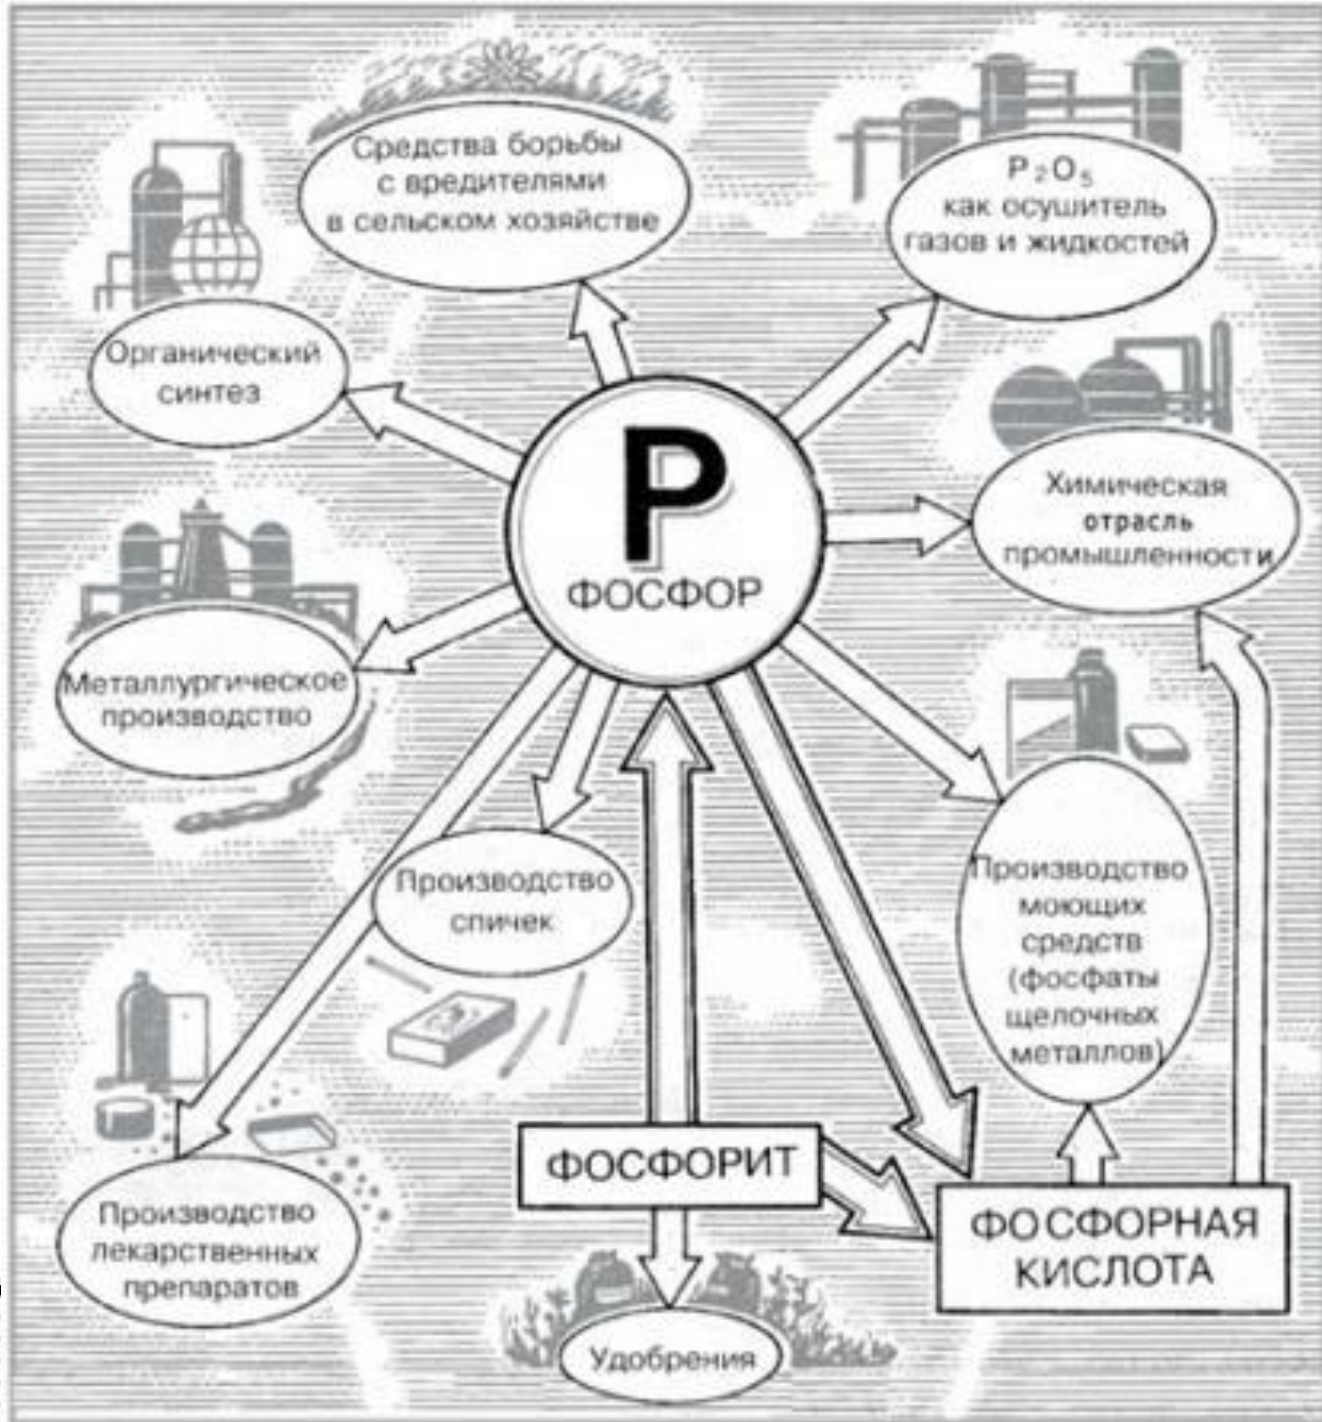 Средства борьбы
с вредителями
в сельском хозяйстве
P₂O₅
как осушитель
газов и жидкостей
Органический
синтез
Химическая
отрасль
промышленности
P
ФОСФОР
Металлургическое
производство
Производство
спичек
Производство
моющих
средств
(фосфаты
щелочных
металлов)
ФОСФОРИТ
ФОСФОРНАЯ
КИСЛОТА
Производство
лекарственных
препаратов
Удобрения